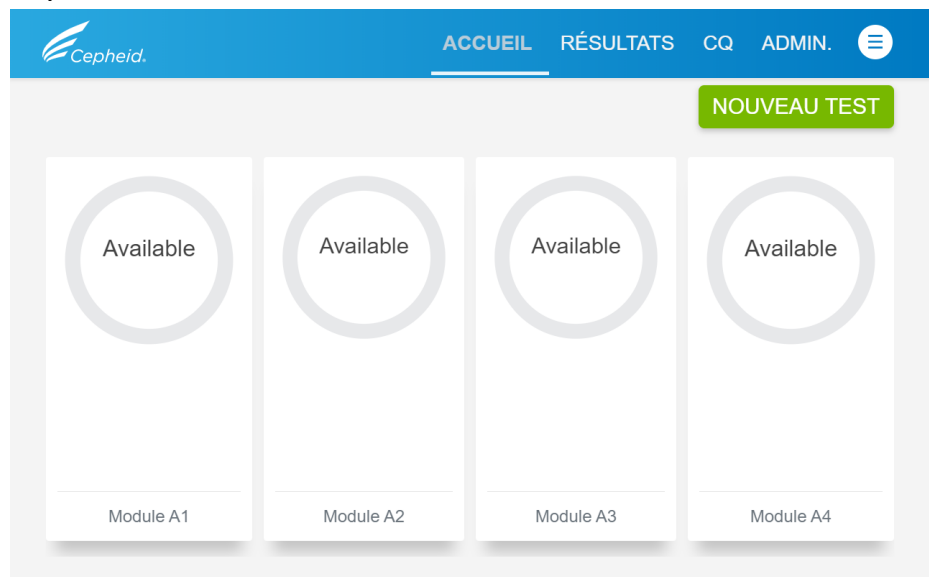 Cepheid.
ACCUEIL RÉSULTATS CQ ADMIN.
NOUVEAU TEST
Available Available Available Available
Module A1 Module A2 Module A3 Module A4